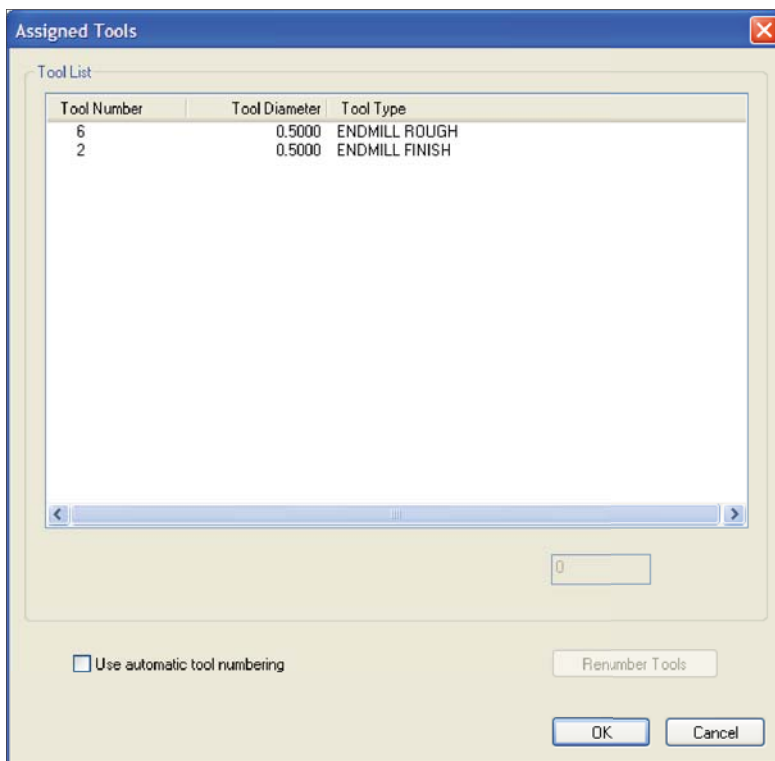 Assigned Tools
Tool List
Tool Number Tool Diameter Tool Type
6 0.5000 ENDMILL ROUGH
2 0.5000 ENDMILL FINISH
0
Use automatic tool numbering Renumber Tools
OK Cancel